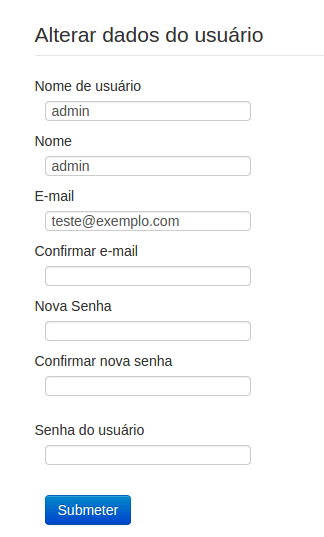 Alterar dados do usuário
Nome de usuário
admin
Nome
admin
E-mail
teste@exemplo.com
Confirmar e-mail
Nova Senha
Confirmar nova senha
Senha do usuário
Submeter